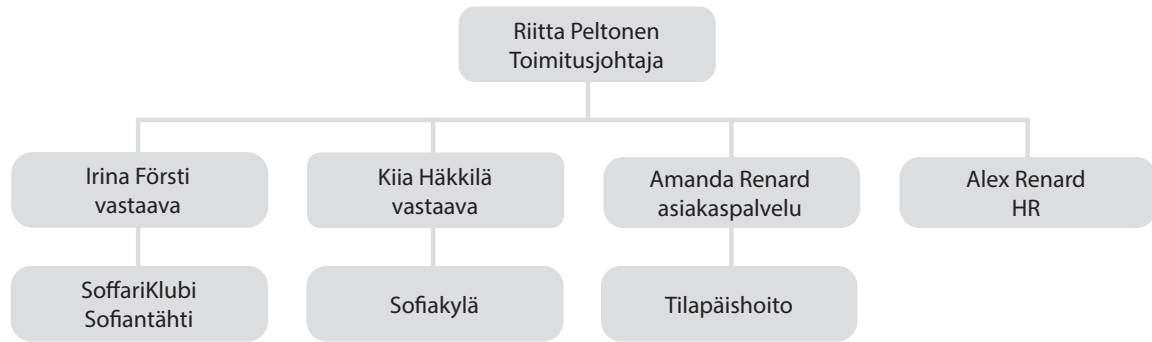 Riitta Peltonen
Toimitusjohtaja
Irina Försti
vastaava
Kiia Häkkilä
vastaava
Amanda Renard
asiakaspalvelu
Alex Renard
HR
SoffariKlubi
Sofiantähti
Sofiakylä
Tilapäishoito